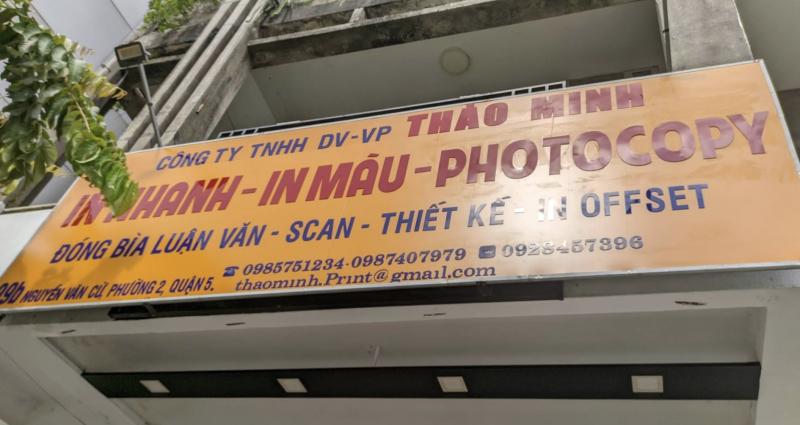 CÔNG TY TNHH DV-VP THẢO MINH
IN NHANH - IN MÀU - PHOTOCOPY
ĐÓNG BÌA LUẬN VĂN - SCAN - THIẾT KẾ - IN OFFSET
29b NGUYỄN VĂN CỪ, PHƯỜNG 2, QUẬN 5. ☎ 0985751234-0987407979 0928457396
thaominh.Print@gmail.com